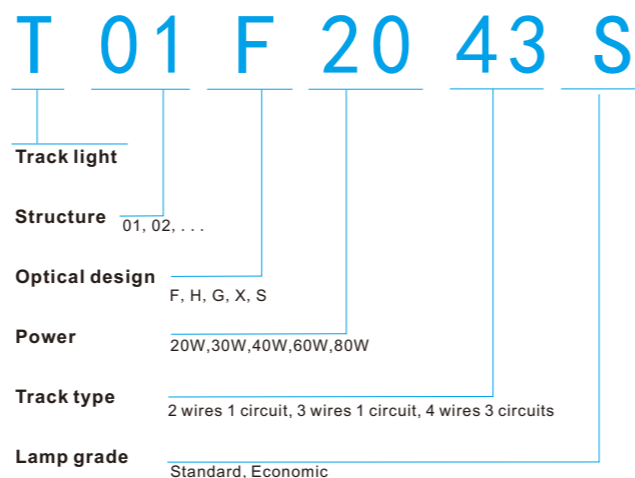 T 01 F 20 43 S
Track light
Structure
01, 02, . . .
Optical design
F, H, G, X, S
Power
20W,30W,40W,60W,80W
Track type
2 wires 1 circuit, 3 wires 1 circuit, 4 wires 3 circuits
Lamp grade
Standard, Economic